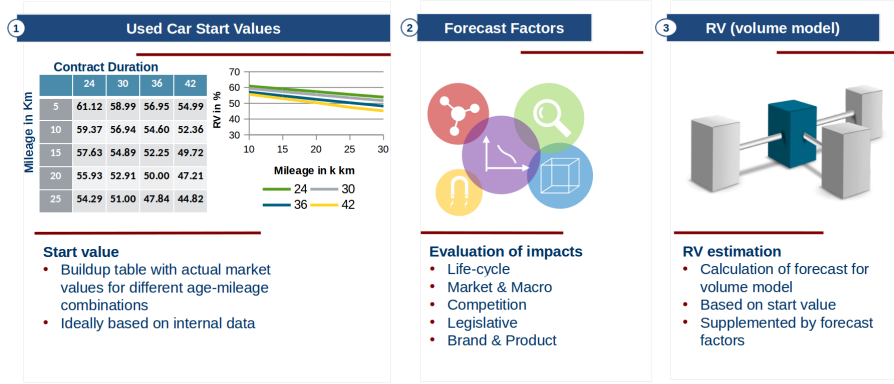 1
Used Car Start Values
Contract Duration
Mileage in Km
24 30 36 42
5 61.12 58.99 56.95 54.99
10 59.37 56.94 54.60 52.36
15 57.63 54.89 52.25 49.72
20 55.93 52.91 50.00 47.21
25 54.29 51.00 47.84 44.82
RV in %
70
60
50
40
30
10 15 20 25 30
Mileage in k km
24 30
36 42
Start value
• Buildup table with actual market
values for different age-mileage
combinations
• Ideally based on internal data
2
Forecast Factors
Evaluation of impacts
• Life-cycle
• Market & Macro
• Competition
• Legislative
• Brand & Product
3
RV (volume model)
RV estimation
• Calculation of forecast for
volume model
• Based on start value
• Supplemented by forecast
factors